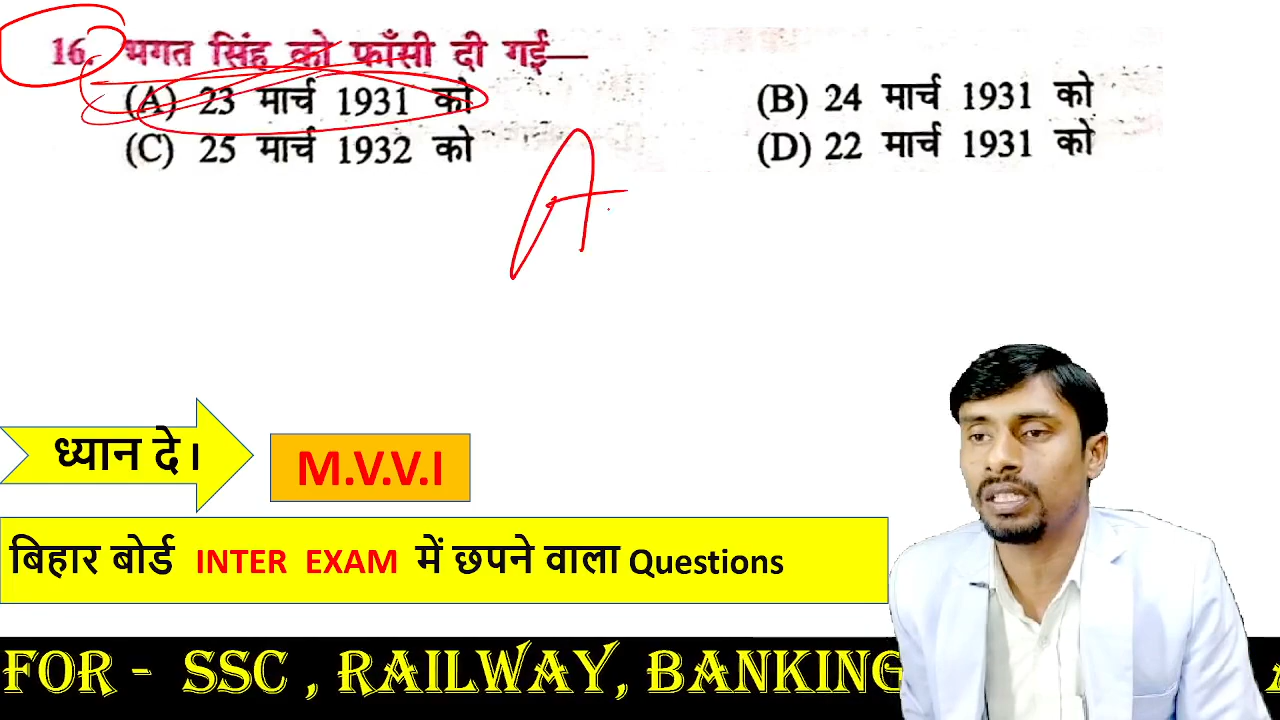 16. भगत सिंह को फाँसी दी गई—
(A) 23 मार्च 1931 को (B) 24 मार्च 1931 को
(C) 25 मार्च 1932 को (D) 22 मार्च 1931 को
A
ध्यान दे।
M.V.V.I
बिहार बोर्ड INTER EXAM में छपने वाला Questions
FOR - SSC , RAILWAY, BANKING